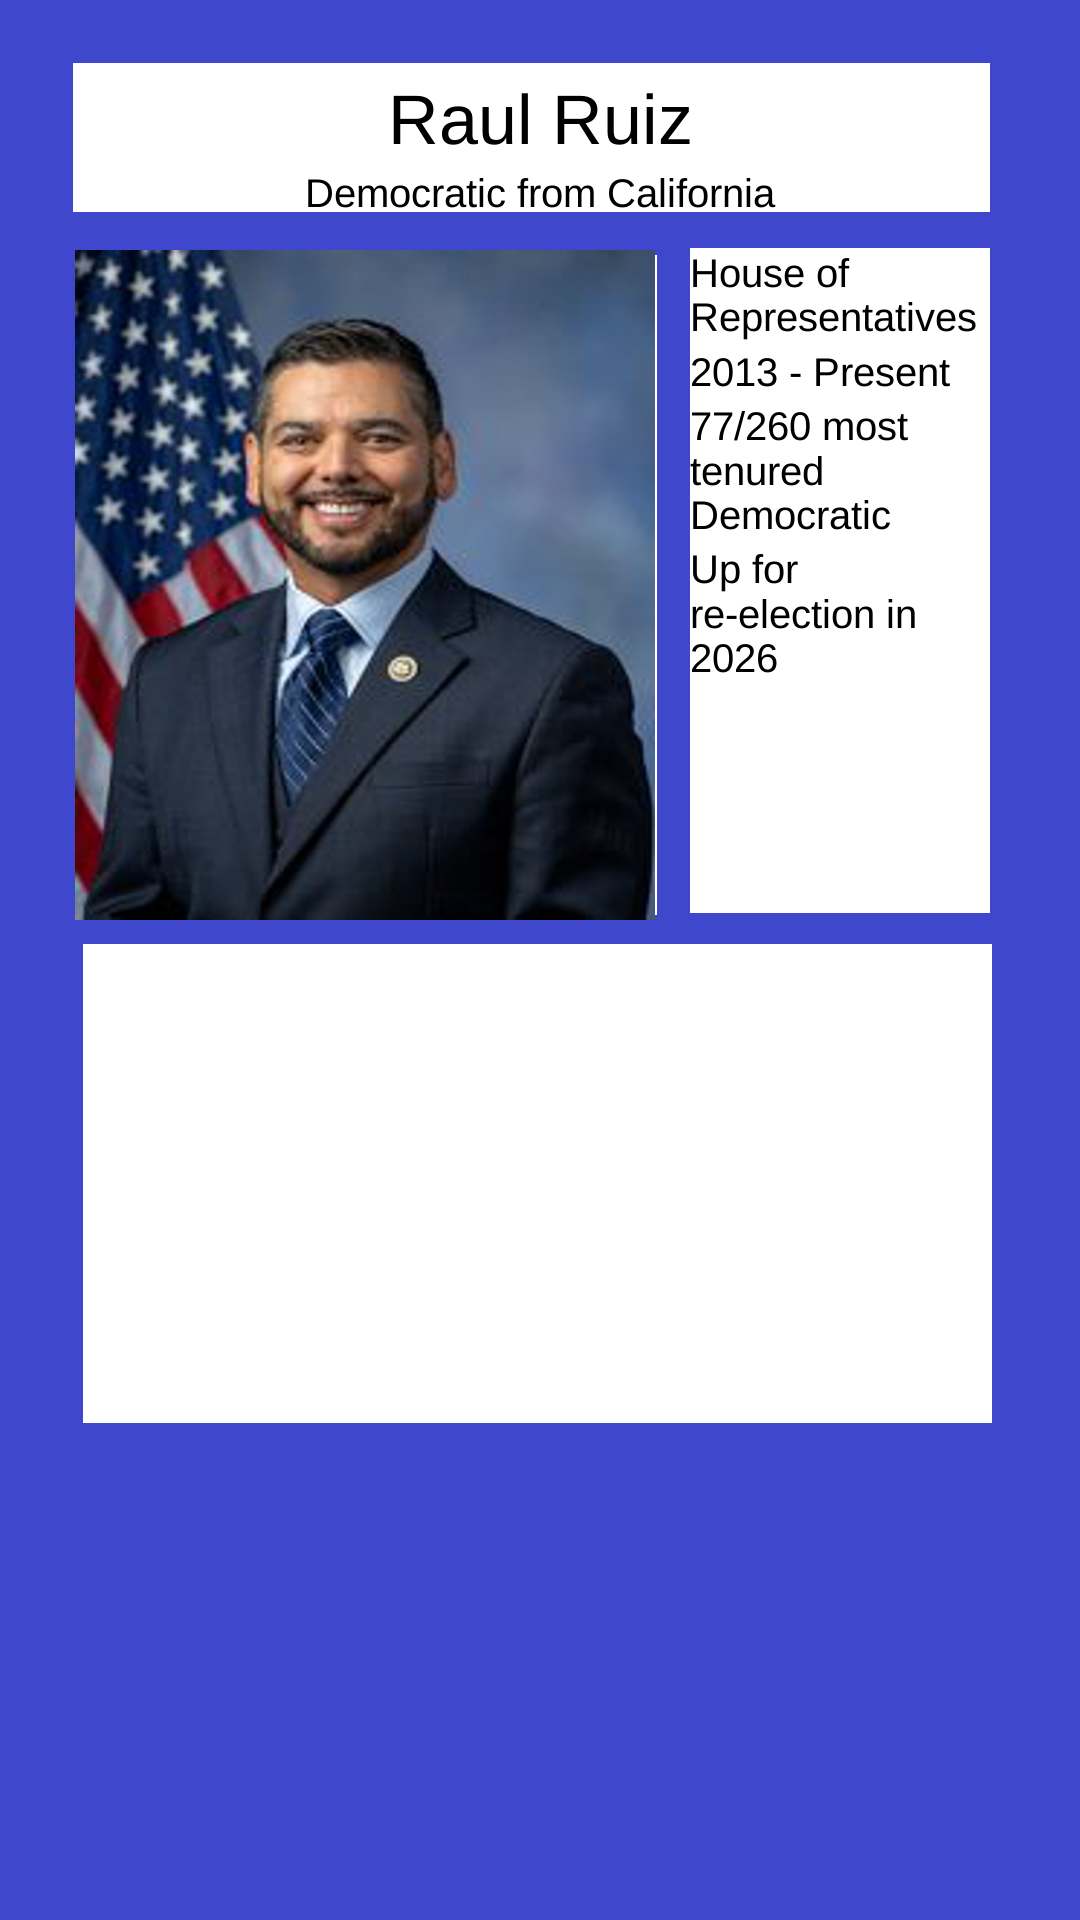 Raul Ruiz
Democratic from California
House of
Representatives
2013 - Present
77/260 most
tenured
Democratic
Up for
re-election in
2026